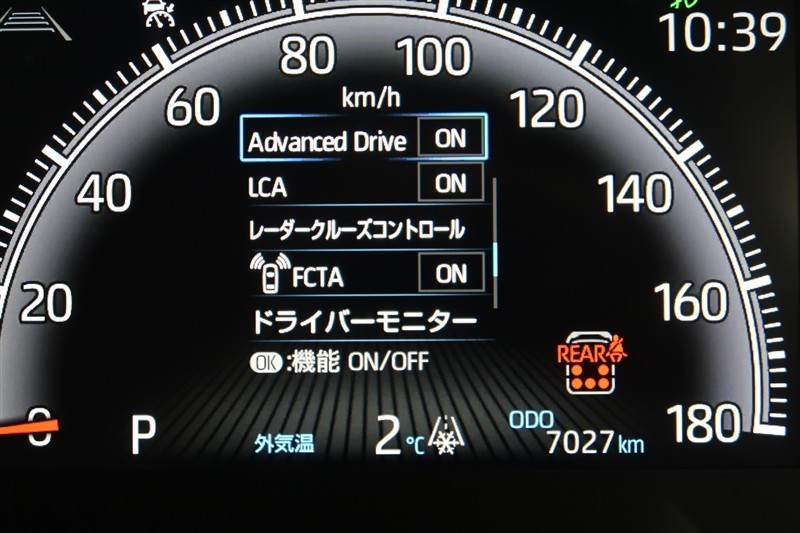 10:39
80
100
km/h
60
120
Advanced Drive ON
LCA ON
40
140
レーダークルーズコントロール
FCTA ON
20
160
ドライバーモニター
REAR
OK:機能 ON/OFF
0
180
P
外気温 2℃
ODO
7027 km